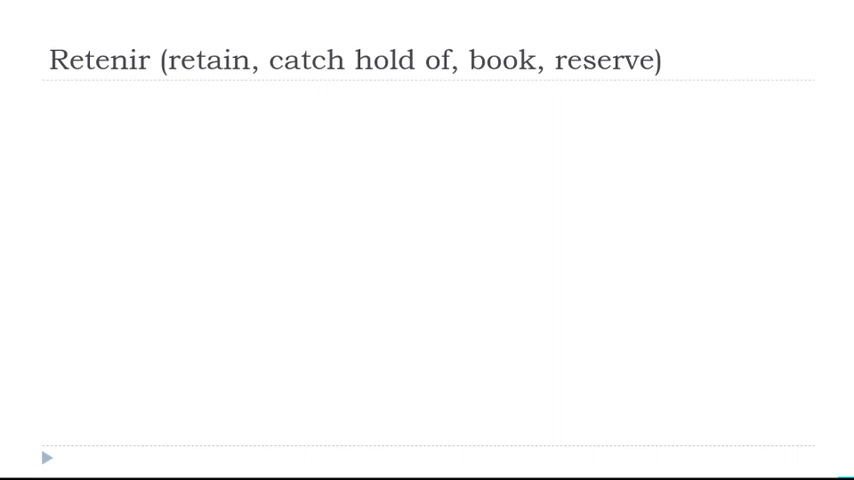 Retenir (retain, catch hold of, book, reserve)